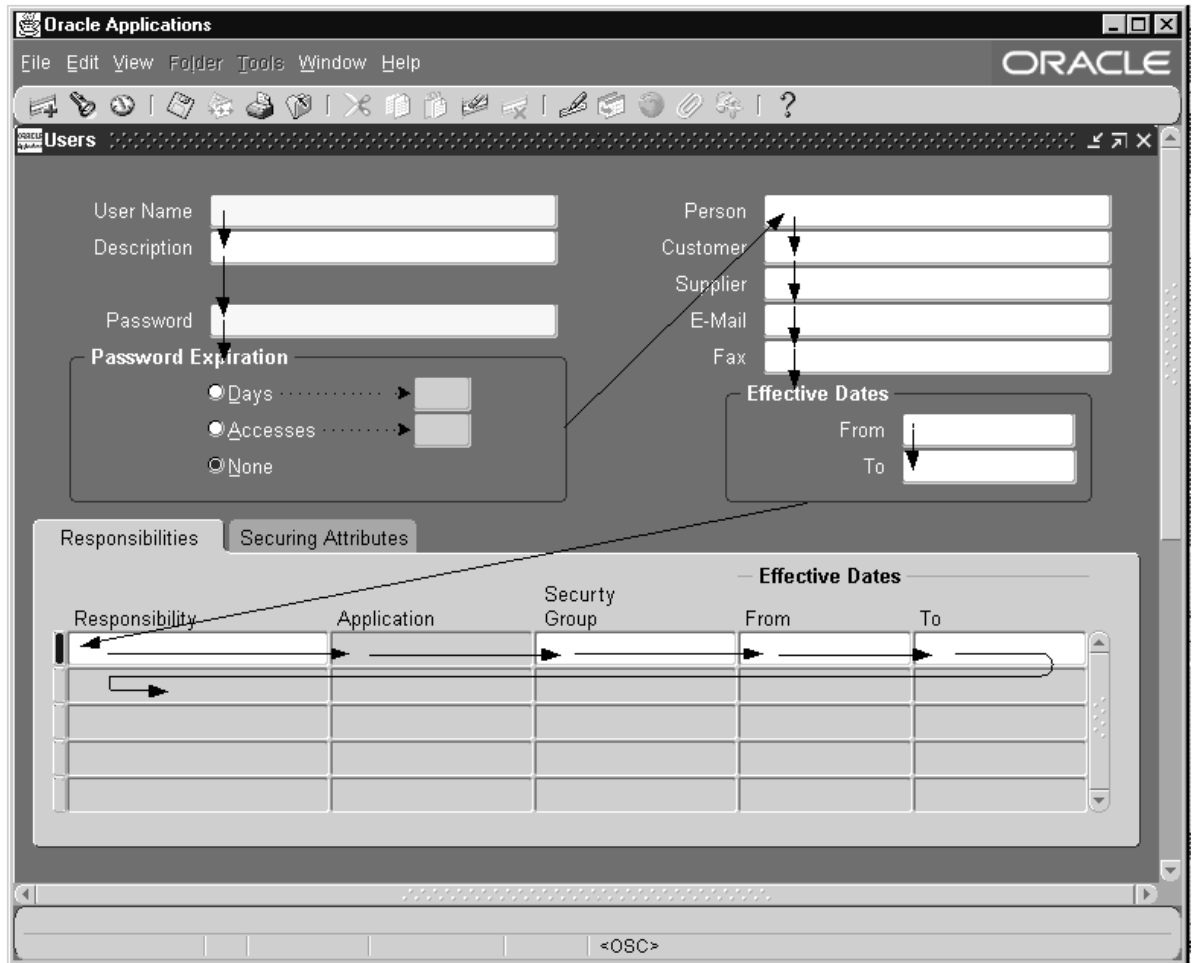 Oracle Applications
File Edit View Folder Tools Window Help
ORACLE
Users
User Name
Description
Password
Password Expiration
Days
Accesses
None
Person
Customer
Supplier
E-Mail
Fax
Effective Dates
From
To
Responsibilities
Securing Attributes
Effective Dates
Responsibility
Application
Securty
Group
From
To
<OSC>